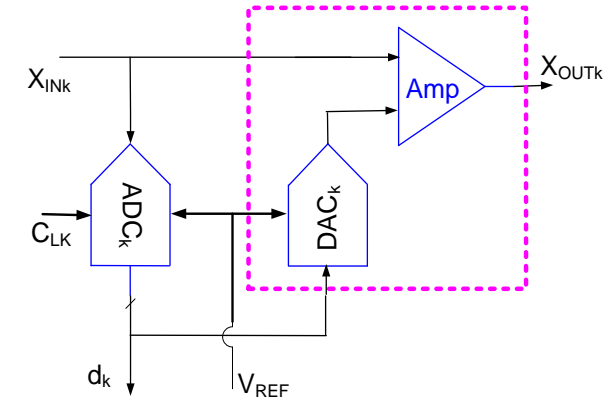 X_INk
Amp
X_OUTk
ADC_k
DAC_k
C_LK
d_k
V_REF